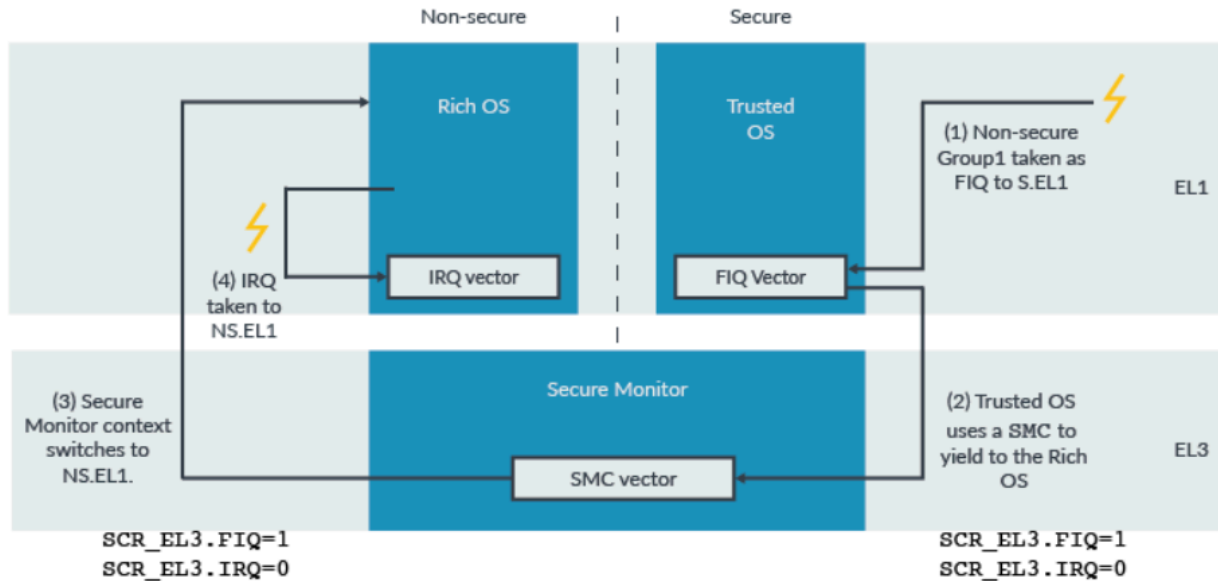 Non-secure
Secure
Rich OS
Trusted
OS
(1) Non-secure
Group1 taken as
FIQ to S.EL1
EL1
(4) IRQ
taken to
NS.EL1
IRQ vector
FIQ Vector
Secure Monitor
(3) Secure
Monitor context
switches to
NS.EL1.
(2) Trusted OS
uses a SMC to
yield to the Rich
OS
EL3
SMC vector
SCR_EL3.FIQ=1
SCR_EL3.IRQ=0
SCR_EL3.FIQ=1
SCR_EL3.IRQ=0